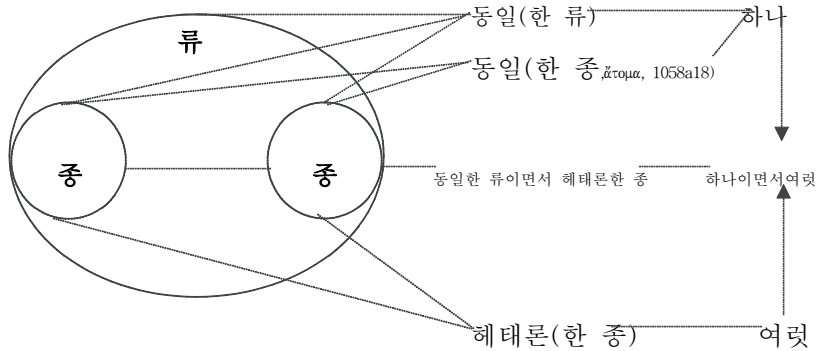 류
동일(한 류) 하나
동일(한 종,ἄτομα, 1058a18)
종 종
동일한 류이면서 헤태론한 종 하나이면서여럿
헤태론(한 종) 여럿